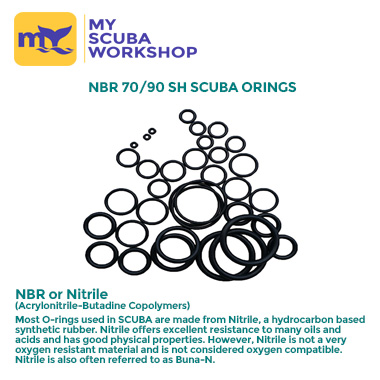 my
MY
SCUBA
WORKSHOP
NBR 70/90 SH SCUBA ORINGS
NBR or Nitrile
(Acrylonitrile-Butadine Copolymers)
Most O-rings used in SCUBA are made from Nitrile, a hydrocarbon based
synthetic rubber. Nitrile offers excellent resistance to many oils and
acids and has good physical properties. However, Nitrile is not a very
oxygen resistant material and is not considered oxygen compatible.
Nitrile is also often referred to as Buna-N.